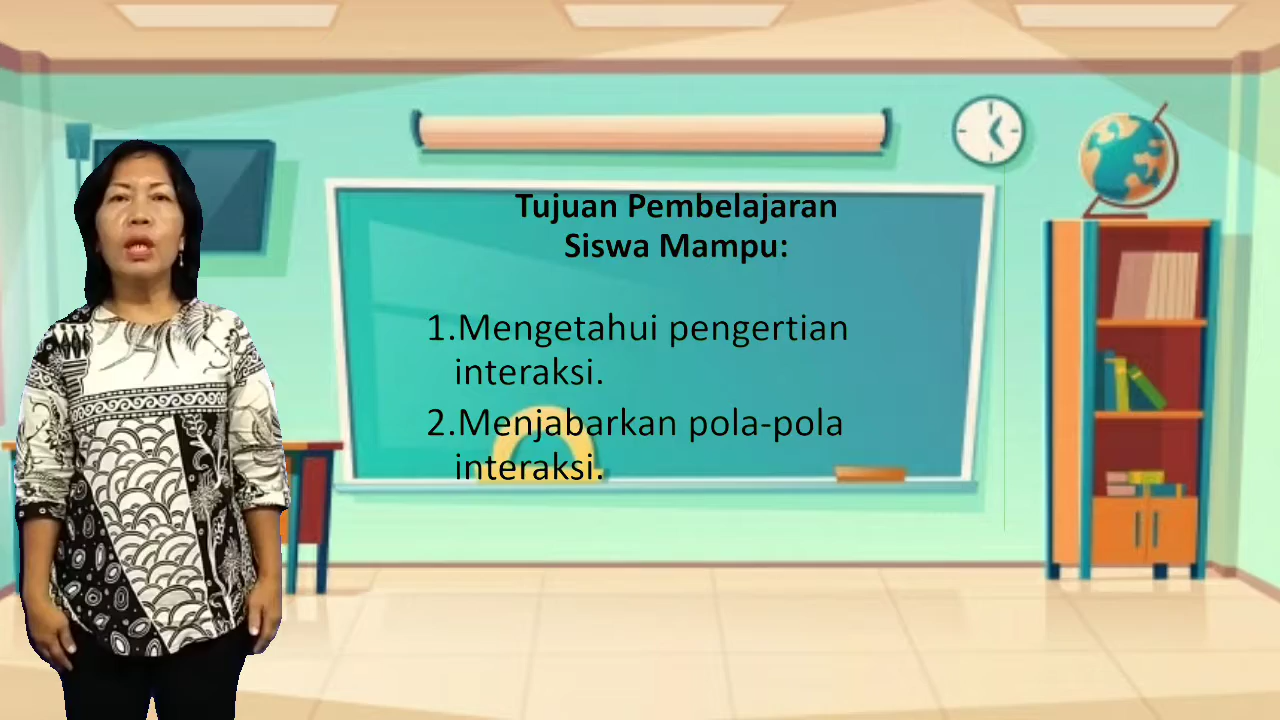 Tujuan Pembelajaran
Siswa Mampu:
1.Mengetahui pengertian
interaksi.
2.Menjabarkan pola-pola
interaksi.